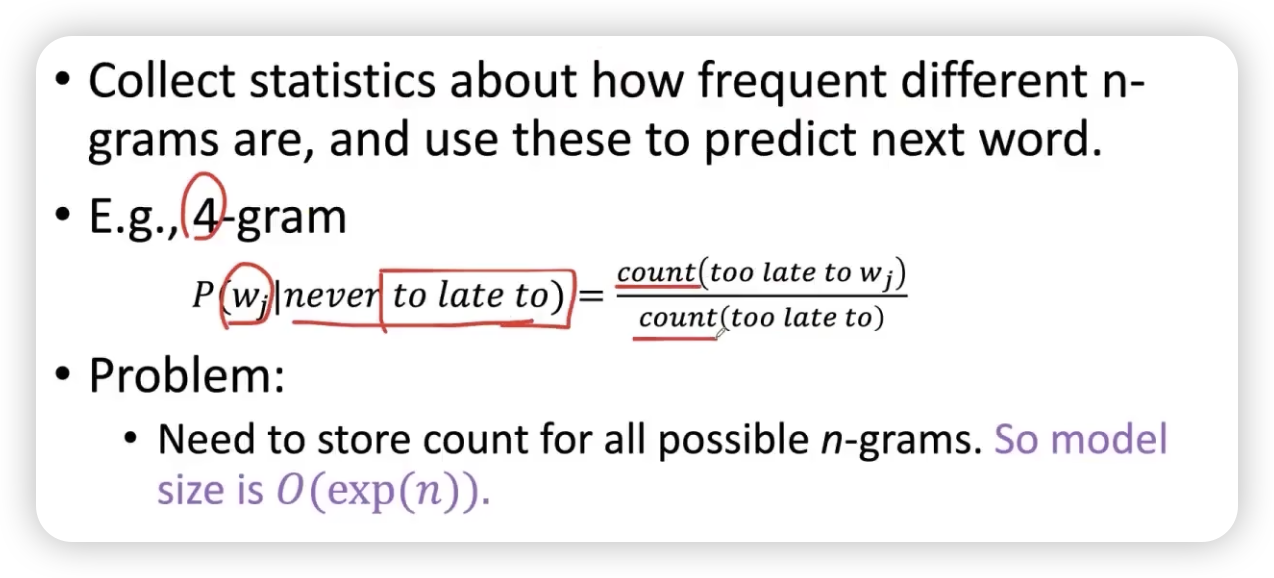 • Collect statistics about how frequent different n-
grams are, and use these to predict next word.
• E.g., 4-gram
P(w_j|never to late to) = count(too late to w_j) / count(too late to)
• Problem:
• Need to store count for all possible n-grams. So model
size is O(exp(n)).